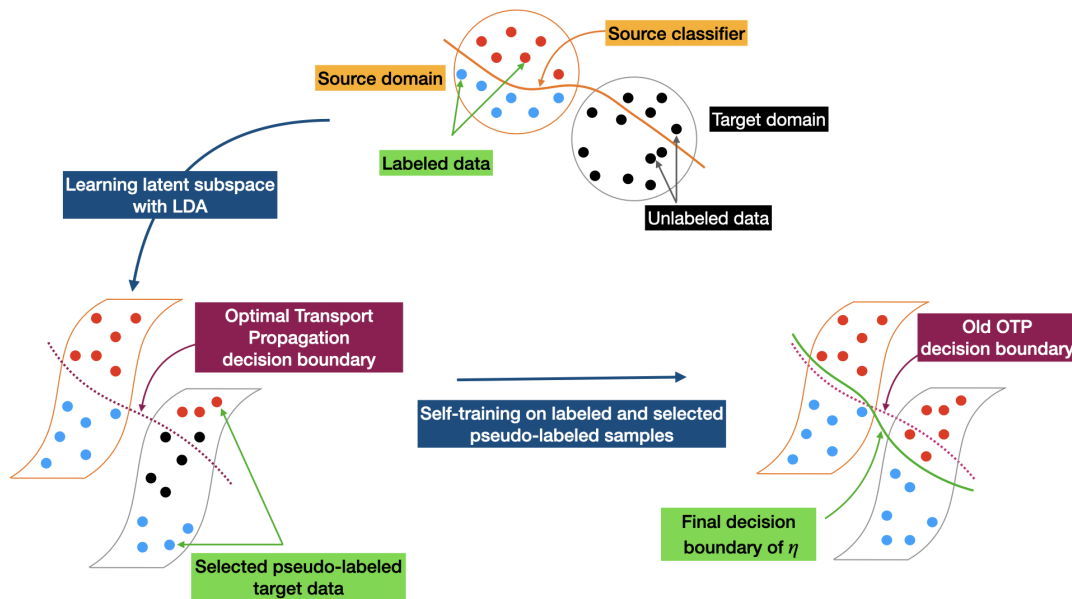 Source classifier
Source domain
Target domain
Labeled data
Learning latent subspace
with LDA
Unlabeled data
Optimal Transport
Propagation
decision boundary
Old OTP
decision boundary
Self-training on labeled and selected
pseudo-labeled samples
Final decision
boundary of η
Selected pseudo-labeled
target data